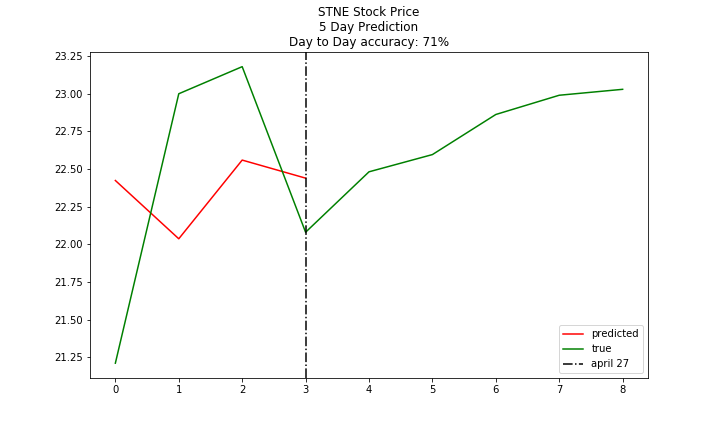 STNE Stock Price
5 Day Prediction
Day to Day accuracy: 71%
23.25
23.00
22.75
22.50
22.25
22.00
21.75
21.50
21.25
0 1 2 3 4 5 6 7 8
predicted
true
april 27